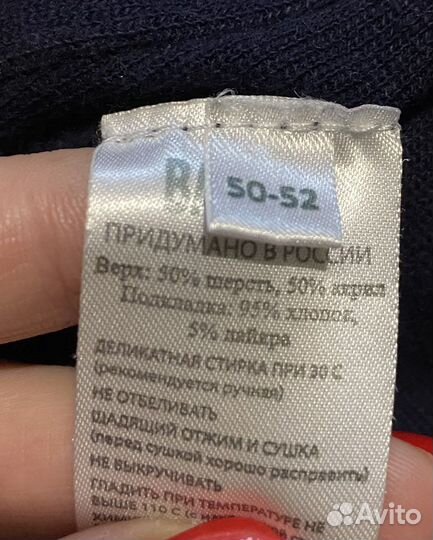 50-52
ПРИДУМАНО В РОССИИ
Верх: 50% шерсть, 50% акрил
Подкладка: 95% хлопок,
5% лайкра
ДЕЛИКАТНАЯ СТИРКА ПРИ 30 С
(рекомендуется ручная)
НЕ ОТБЕЛИВАТЬ
ЩАДЯЩИЙ ОТЖИМ И СУШКА
(перед сушкой хорошо расправить)
НЕ ВЫКРУЧИВАТЬ
ГЛАДИТЬ ПРИ ТЕМПЕРАТУРЕ НЕ
ВЫШЕ 110 С (с
Avito